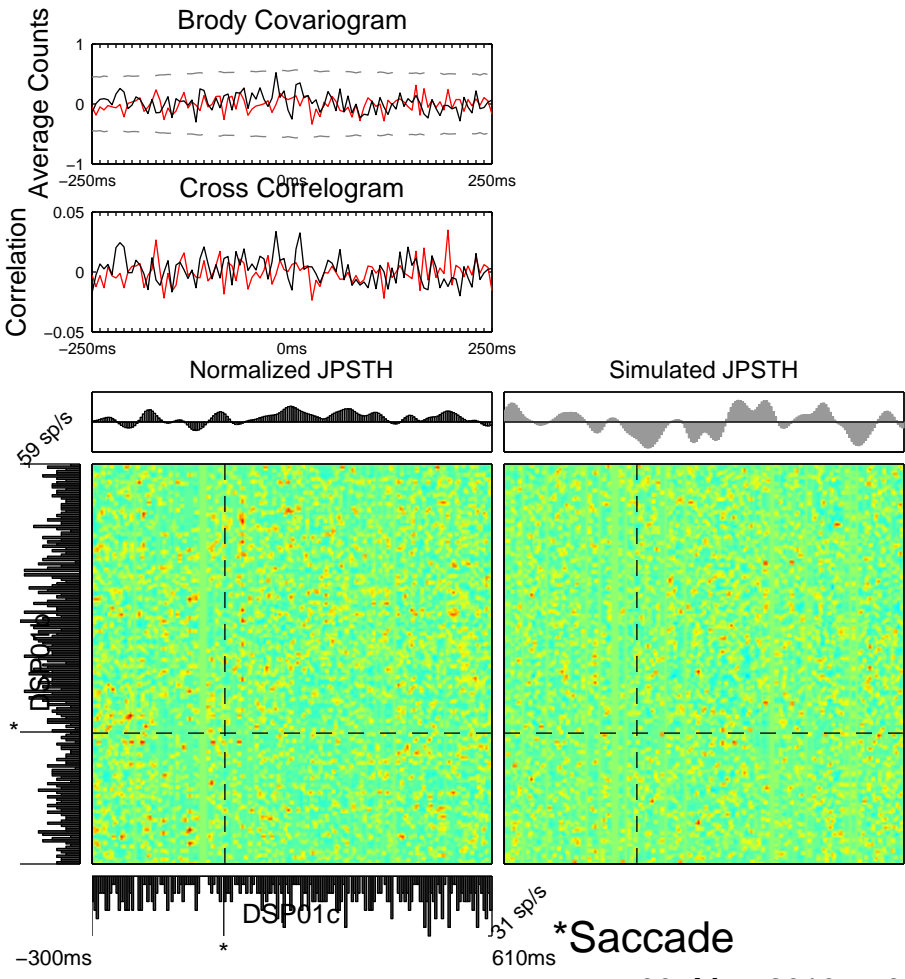 Brody Covariogram
Average Counts
1
0
−1
−250ms
0ms
250ms
Cross Correlogram
Correlation
0.05
0
−0.05
−250ms
0ms
250ms
Normalized JPSTH
Simulated JPSTH
59 sp/s
*
DSP01c
31 sp/s
*
−300ms
610ms
*Saccade